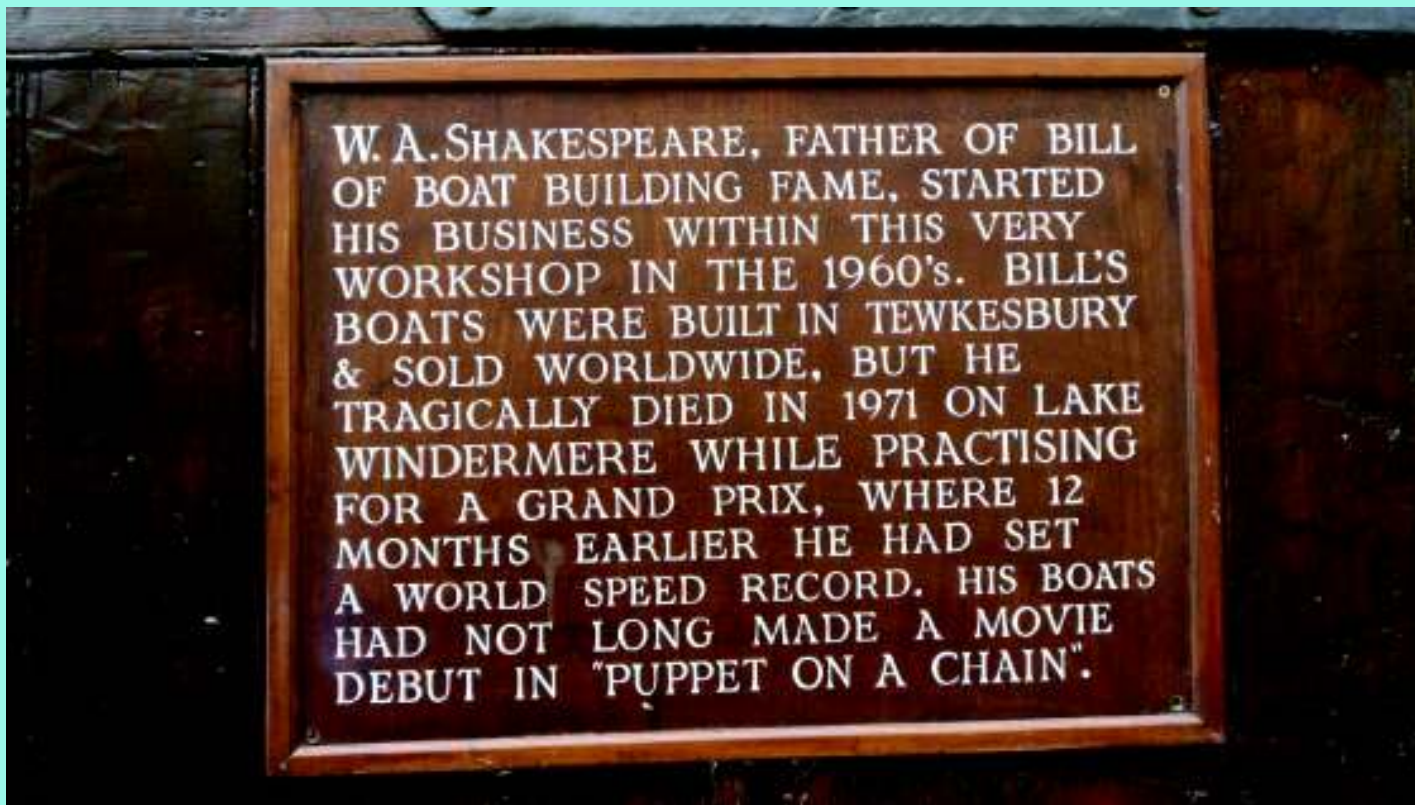 W. A. SHAKESPEARE, FATHER OF BILL
OF BOAT BUILDING FAME, STARTED
HIS BUSINESS WITHIN THIS VERY
WORKSHOP IN THE 1960's. BILL'S
BOATS WERE BUILT IN TEWKESBURY
& SOLD WORLDWIDE, BUT HE
TRAGICALLY DIED IN 1971 ON LAKE
WINDERMERE WHILE PRACTISING
FOR A GRAND PRIX, WHERE 12
MONTHS EARLIER HE HAD SET
A WORLD SPEED RECORD. HIS BOATS
HAD NOT LONG MADE A MOVIE
DEBUT IN "PUPPET ON A CHAIN".